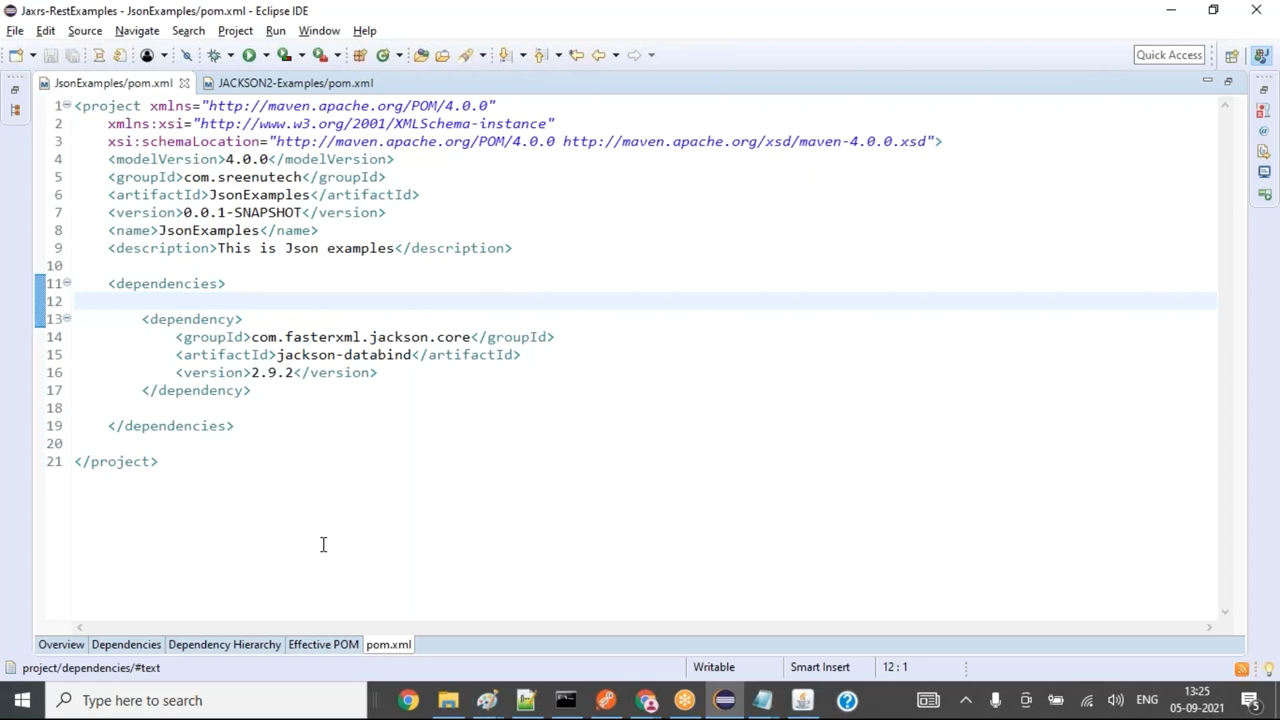 Jaxrs-RestExamples - JsonExamples/pom.xml - Eclipse IDE
File Edit Source Navigate Search Project Run Window Help
Quick Access
JsonExamples/pom.xml JACKSON2-Examples/pom.xml
1 <project xmlns="http://maven.apache.org/POM/4.0.0"
2 xmlns:xsi="http://www.w3.org/2001/XMLSchema-instance"
3 xsi:schemaLocation="http://maven.apache.org/POM/4.0.0 http://maven.apache.org/xsd/maven-4.0.0.xsd">
4 <modelVersion>4.0.0</modelVersion>
5 <groupId>com.sreenutech</groupId>
6 <artifactId>JsonExamples</artifactId>
7 <version>0.0.1-SNAPSHOT</version>
8 <name>JsonExamples</name>
9 <description>This is Json examples</description>
10
11 <dependencies>
12
13 <dependency>
14 <groupId>com.fasterxml.jackson.core</groupId>
15 <artifactId>jackson-databind</artifactId>
16 <version>2.9.2</version>
17 </dependency>
18
19 </dependencies>
20
21 </project>
Overview Dependencies Dependency Hierarchy Effective POM pom.xml
project/dependencies/#text Writable Smart Insert 12 : 1
Type here to search
ENG
13:25
05-09-2021
5